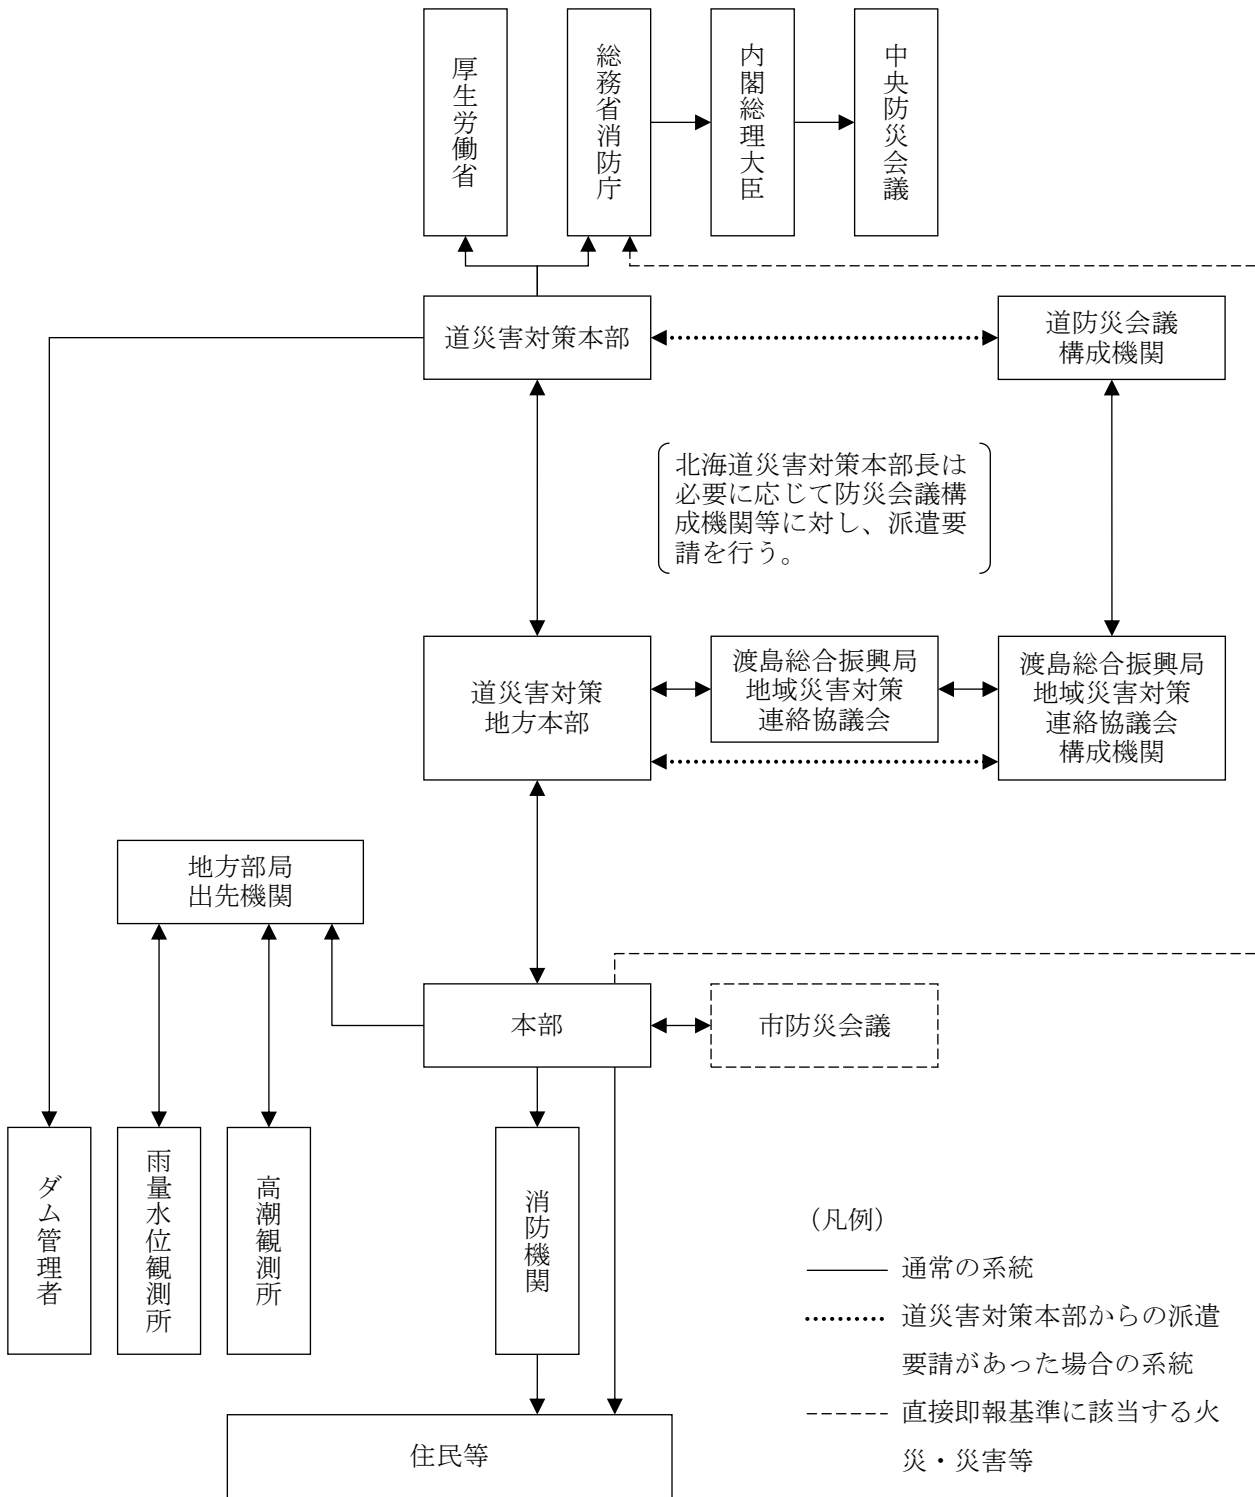 厚生労働省
総務省消防庁
内閣総理大臣
中央防災会議
道災害対策本部
道防災会議
構成機関
北海道災害対策本部長は
必要に応じて防災会議構
成機関等に対し、派遣要
請を行う。
道災害対策
地方本部
渡島総合振興局
地域災害対策
連絡協議会
渡島総合振興局
地域災害対策
連絡協議会
構成機関
地方部局
出先機関
本部
市防災会議
ダム管理者
雨量水位観測所
高潮観測所
消防機関
住民等
(凡例)
通常の系統
道災害対策本部からの派遣
要請があった場合の系統
直接即報基準に該当する火
災・災害等